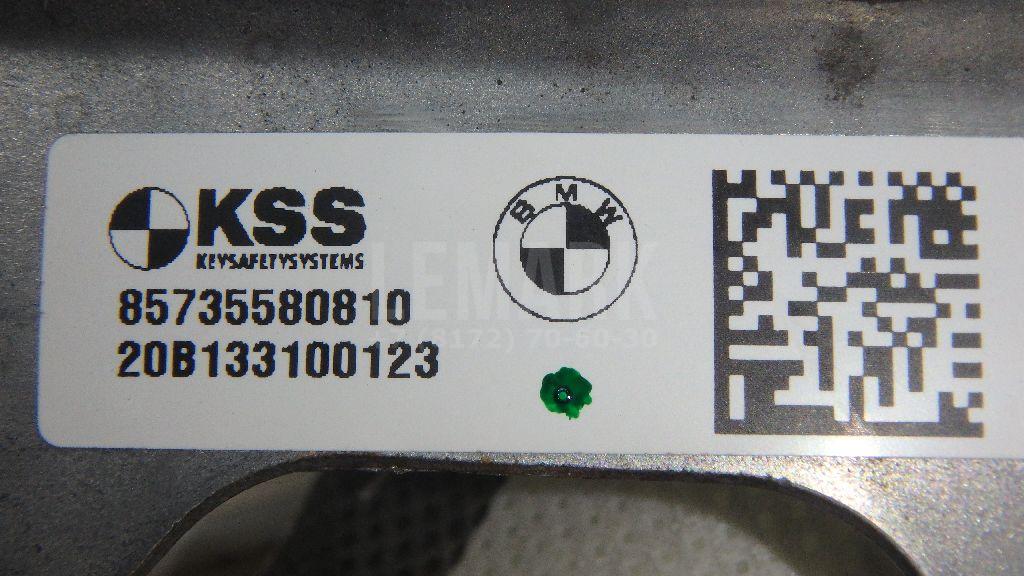 KSS
KEYSAFETYSYSTEMS
85735580810
20B133100123
BMW
LEMARK
(8172) 70-60-30